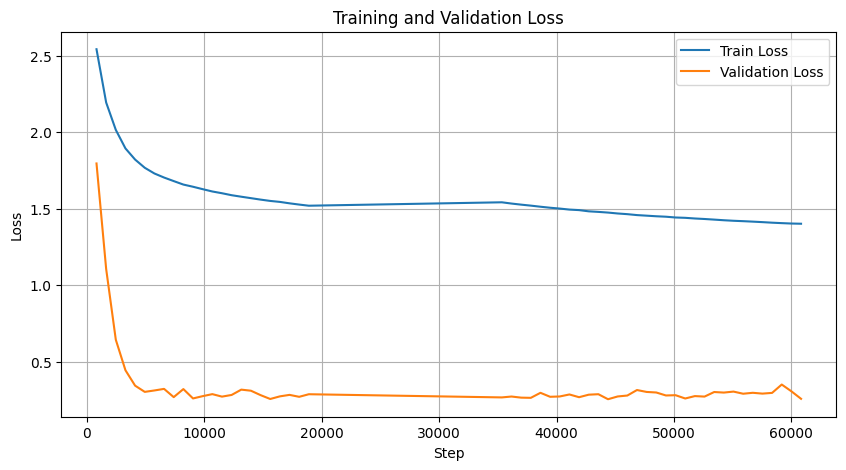 Training and Validation Loss
Train Loss
Validation Loss
2.5
2.0
1.5
1.0
0.5
Loss
0 10000 20000 30000 40000 50000 60000
Step